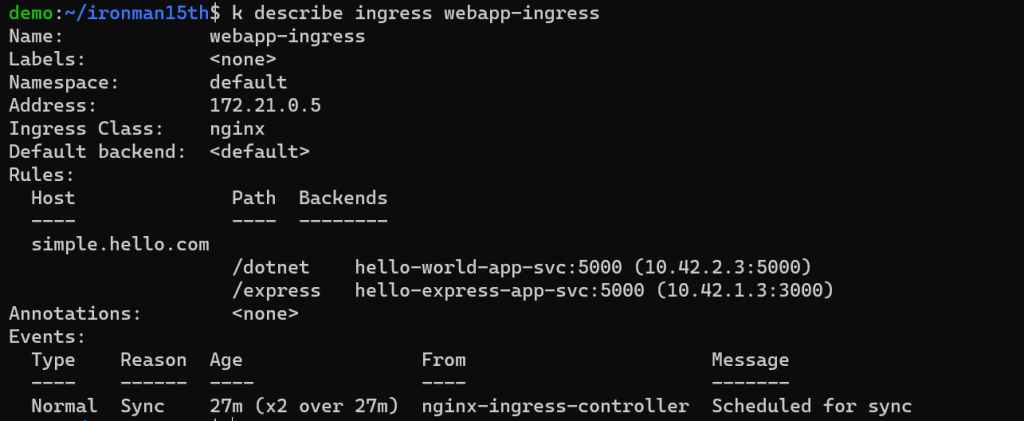 demo:~/ironman15th$ k describe ingress webapp-ingress
Name:             webapp-ingress
Labels:           <none>
Namespace:        default
Address:          172.21.0.5
Ingress Class:    nginx
Default backend:  <default>
Rules:
  Host              Path  Backends
  ----              ----  --------
  simple.hello.com
                    /dotnet    hello-world-app-svc:5000 (10.42.2.3:5000)
                    /express   hello-express-app-svc:5000 (10.42.1.3:3000)
Annotations:        <none>
Events:
  Type    Reason  Age                From                      Message
  ----    ------  ----               ----                      -------
  Normal  Sync    27m (x2 over 27m)  nginx-ingress-controller  Scheduled for sync